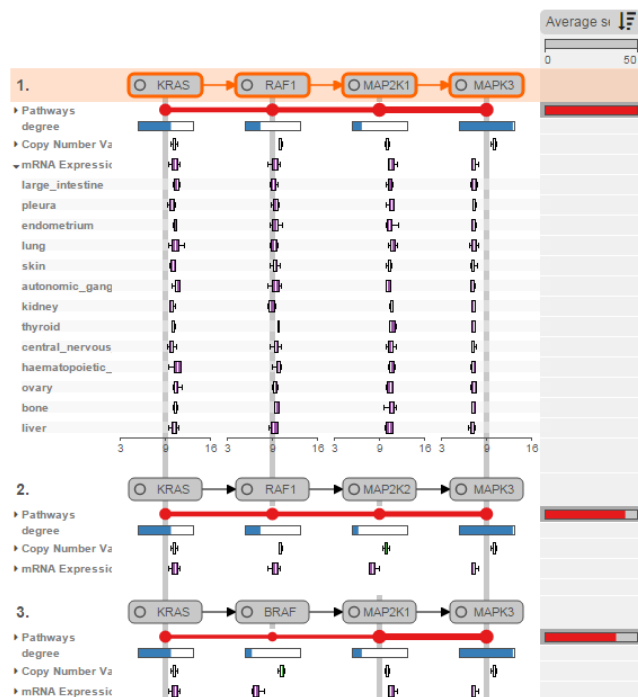 Average s
0 50
1. KRAS RAF1 MAP2K1 MAPK3
Pathways
degree
Copy Number Va
mRNA Expressio
large_intestine
pleura
endometrium
lung
skin
autonomic_gang
kidney
thyroid
central_nervous
haematopoietic_
ovary
bone
liver
3 9 16 3 9 16 3 9 16 3 9 16
2. KRAS RAF1 MAP2K2 MAPK3
Pathways
degree
Copy Number Va
mRNA Expressic
3. KRAS BRAF MAP2K1 MAPK3
Pathways
degree
Copy Number Va
mRNA Expressic